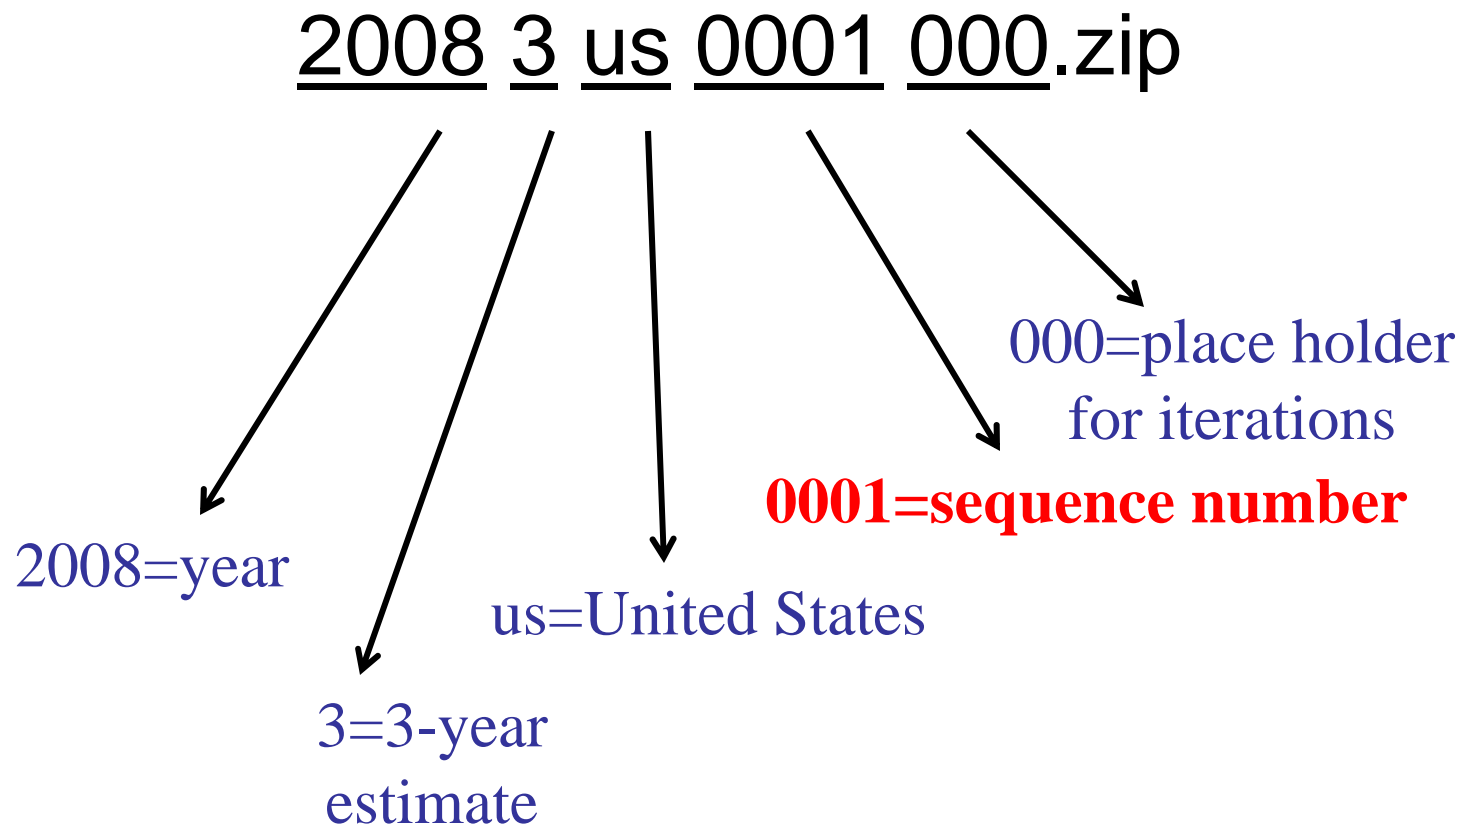 2008 3 us 0001 000.zip
000=place holder
for iterations
0001=sequence number
2008=year
us=United States
3=3-year
estimate